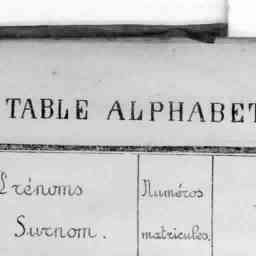 TABLE ALPHABET
Prénoms
Surnom.
Numéros
matricules.